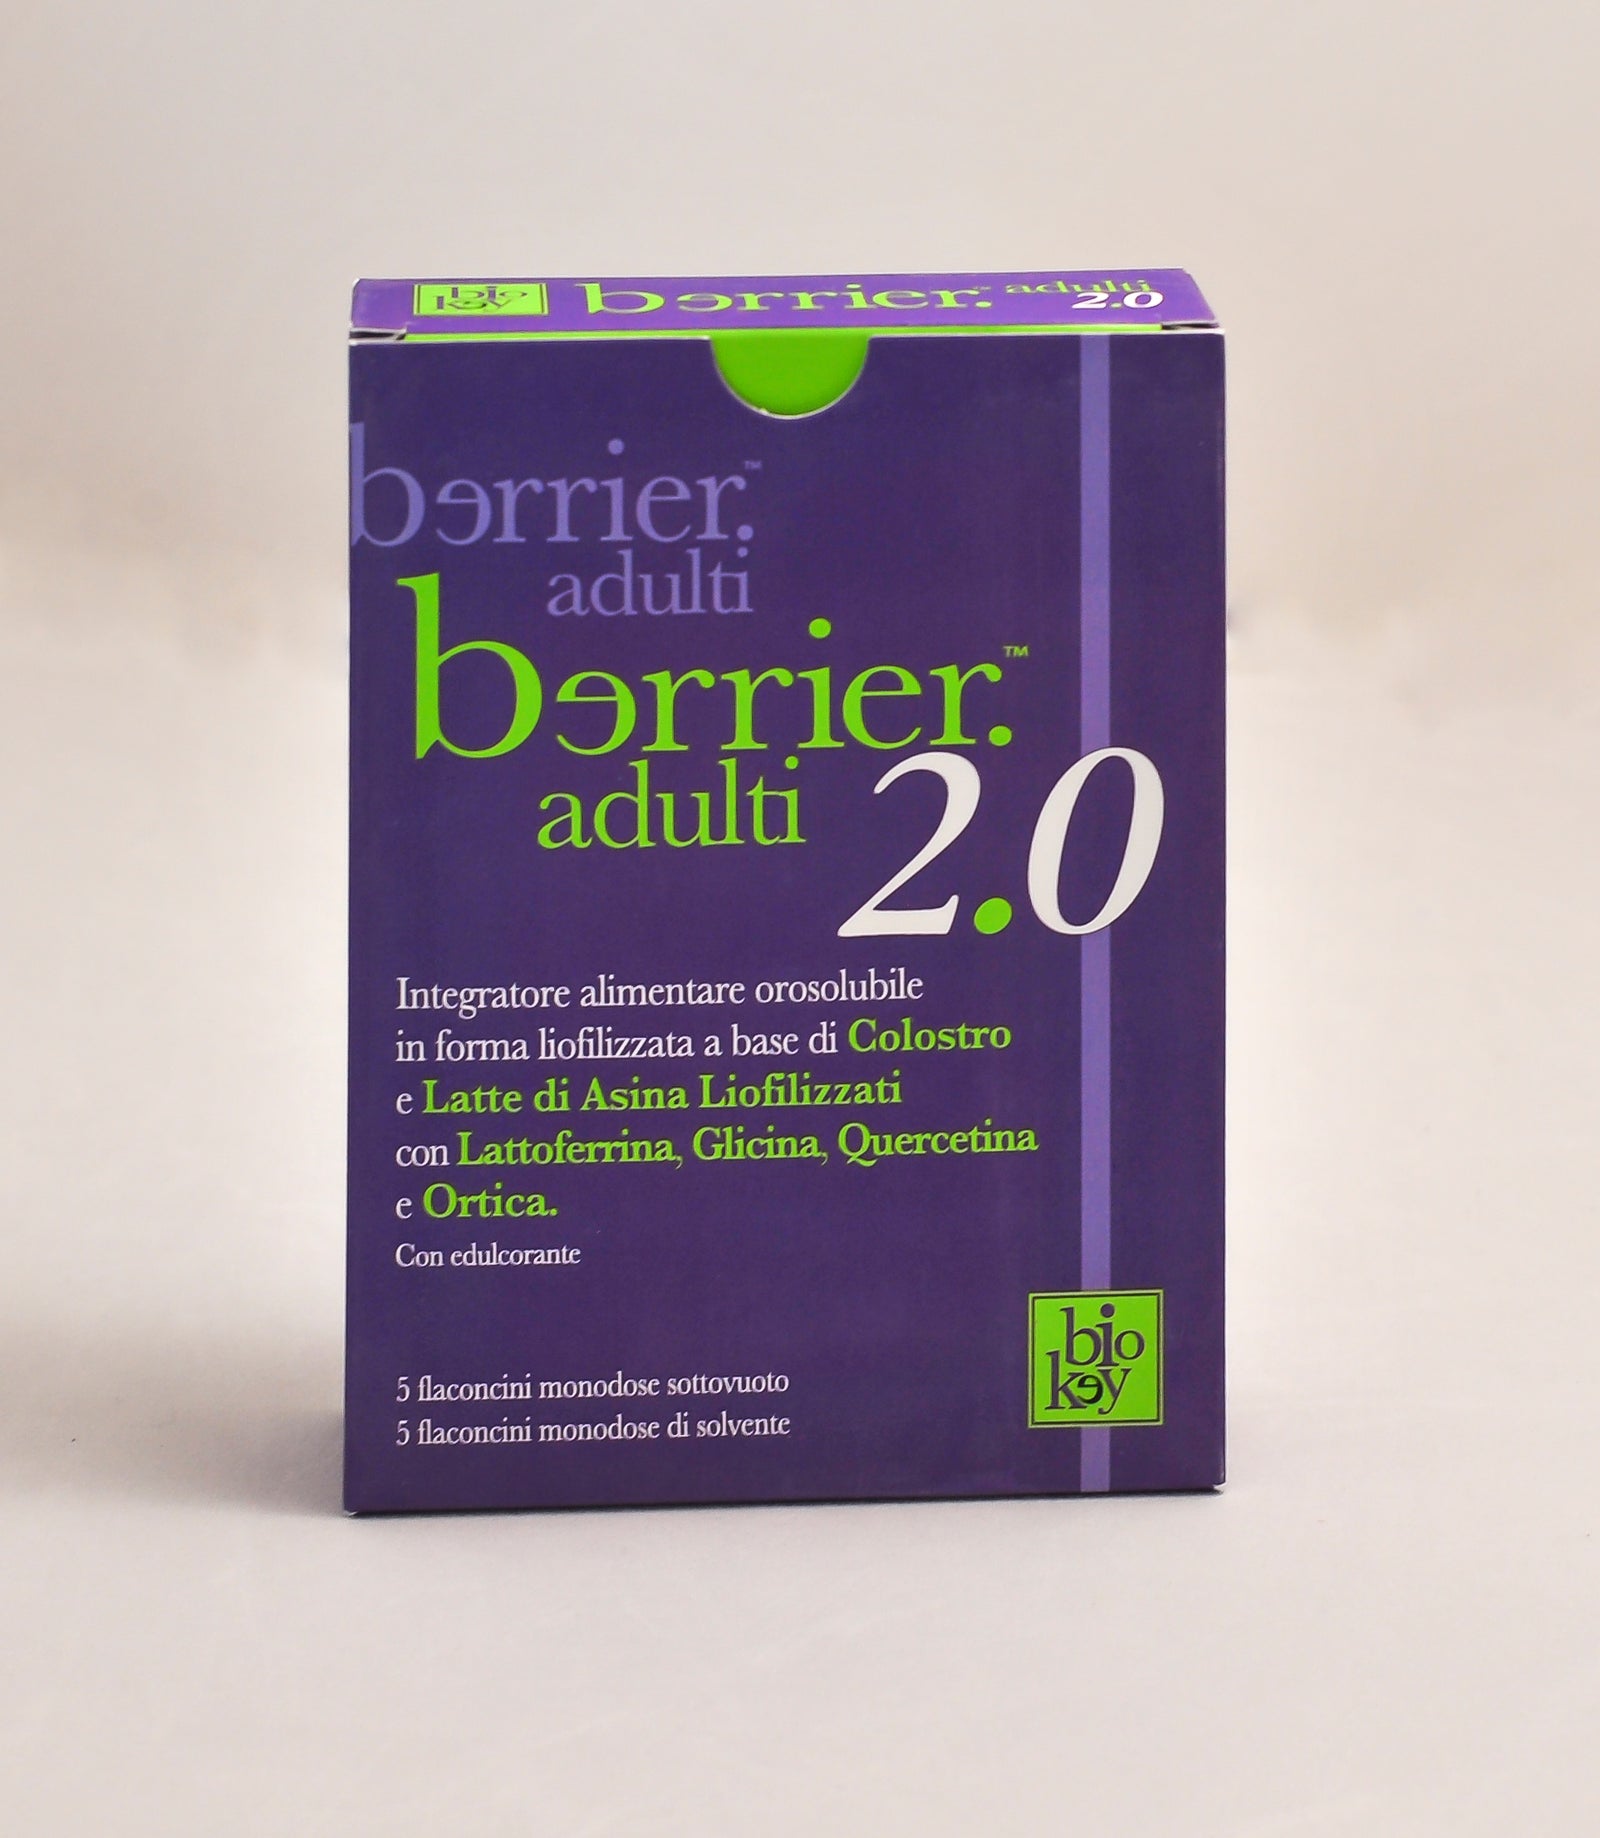 bio
key
berrier.
adulti
2.0
berrier.™
adulti
berrier.™
adulti 2.0
Integratore alimentare orosolubile
in forma liofilizzata a base di Colostro
e Latte di Asina Liofilizzati
con Lattoferrina, Glicina, Quercetina
e Ortica.
Con edulcorante
5 flaconcini monodose sottovuoto
5 flaconcini monodose di solvente
bio
key